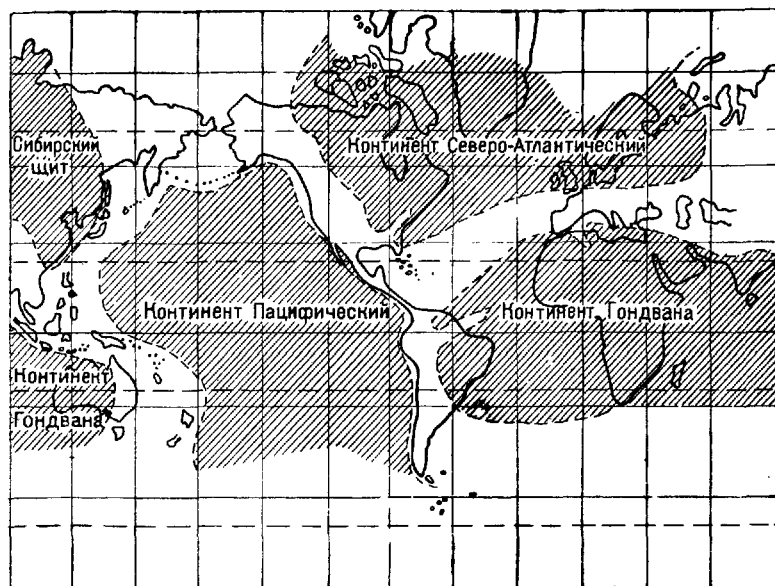 Сибирский
щит
Континент Северо-Атлантический
Континент Пацифический
Континент Гондвана
Континент
Гондвана